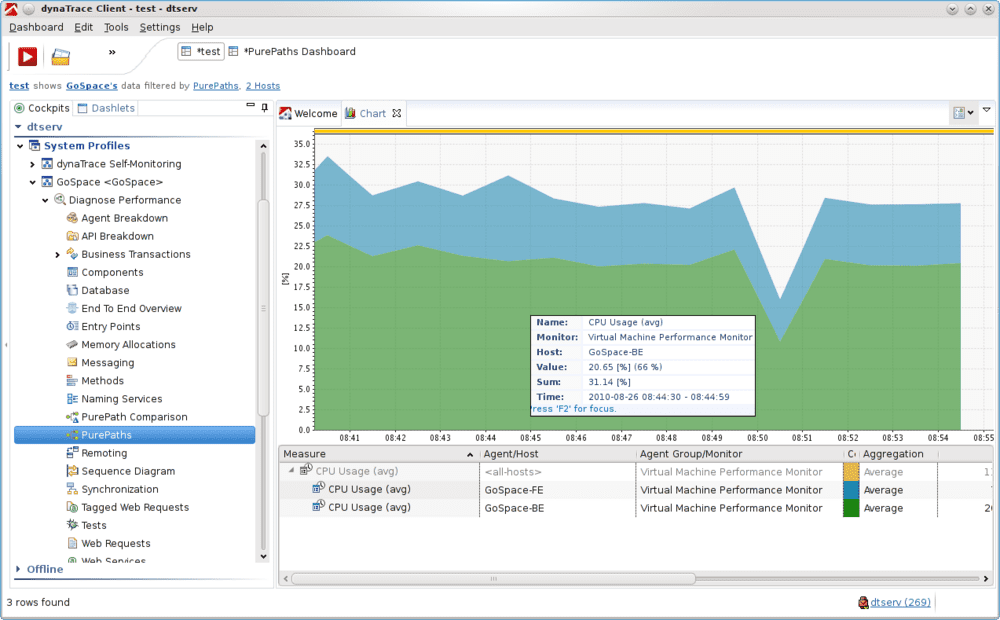 dynaTrace Client - test - dtserv
Dashboard Edit Tools Settings Help
» *test *PurePaths Dashboard
test shows GoSpace's data filtered by PurePaths, 2 Hosts
Cockpits Dashlets
dtserv
System Profiles
dynaTrace Self-Monitoring
GoSpace <GoSpace>
Diagnose Performance
Agent Breakdown
API Breakdown
Business Transactions
Components
Database
End To End Overview
Entry Points
Memory Allocations
Messaging
Methods
Naming Services
PurePath Comparison
PurePaths
Remoting
Sequence Diagram
Synchronization
Tagged Web Requests
Tests
Web Requests
Web Services
Offline
Welcome Chart
35.0
32.5
30.0
27.5
25.0
22.5
20.0
17.5
15.0
12.5
10.0
7.5
5.0
2.5
0.0
[%]
Name: CPU Usage (avg)
Monitor: Virtual Machine Performance Monitor
Host: GoSpace-BE
Value: 20.65 [%] (66 %)
Sum: 31.14 [%]
Time: 2010-08-26 08:44:30 - 08:44:59
Press 'F2' for focus.
08:41 08:42 08:43 08:44 08:45 08:46 08:47 08:48 08:49 08:50 08:51 08:52 08:53 08:54 08:55
Measure Agent/Host Agent Group/Monitor Aggregation
CPU Usage (avg) <all-hosts> Virtual Machine Performance Monitor Average
CPU Usage (avg) GoSpace-FE Virtual Machine Performance Monitor Average
CPU Usage (avg) GoSpace-BE Virtual Machine Performance Monitor Average
3 rows found
dtserv (269)